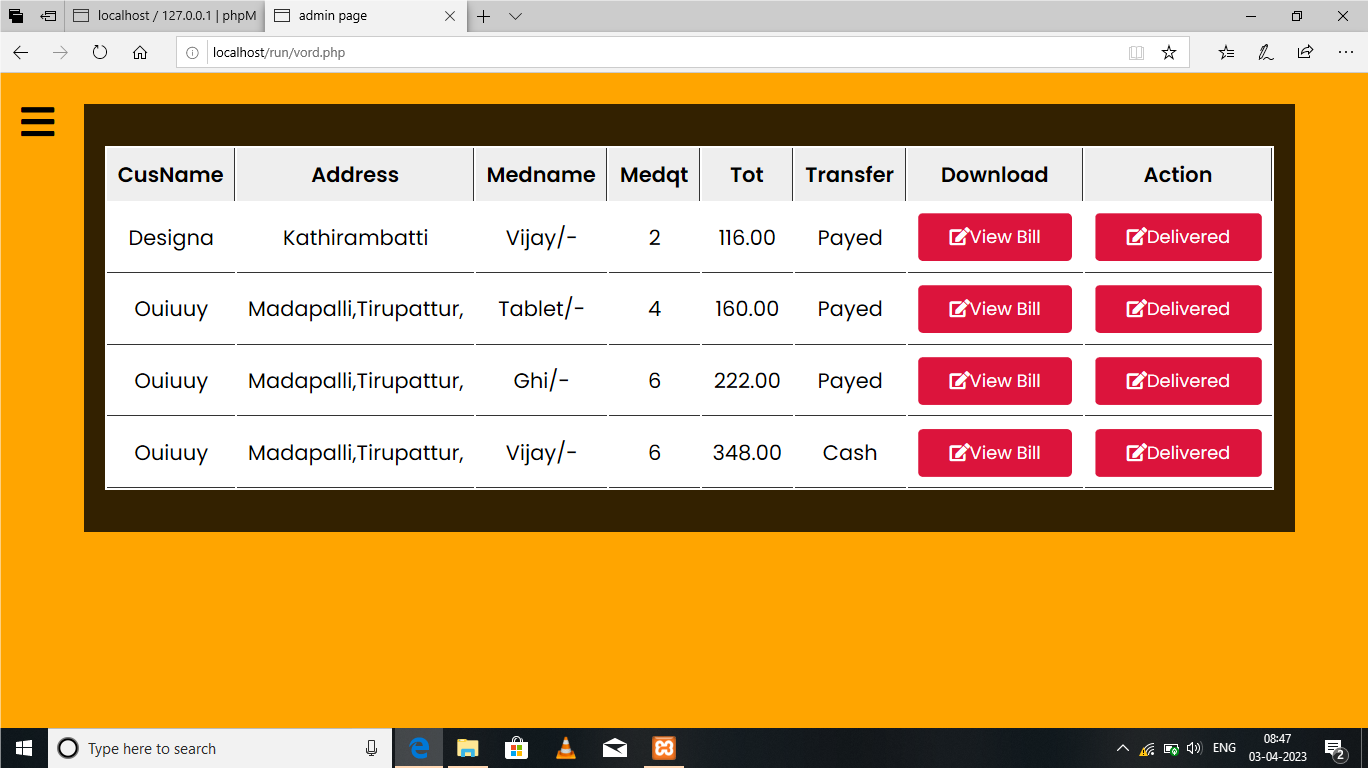 localhost / 127.0.0.1 | phpM admin page
localhost/run/vord.php
CusName Address Medname Medqt Tot Transfer Download Action
Designa Kathirambatti Vijay/- 2 116.00 Payed View Bill Delivered
Ouiuuy Madapalli,Tirupattur, Tablet/- 4 160.00 Payed View Bill Delivered
Ouiuuy Madapalli,Tirupattur, Ghi/- 6 222.00 Payed View Bill Delivered
Ouiuuy Madapalli,Tirupattur, Vijay/- 6 348.00 Cash View Bill Delivered
Type here to search ENG 08:47
03-04-2023 2